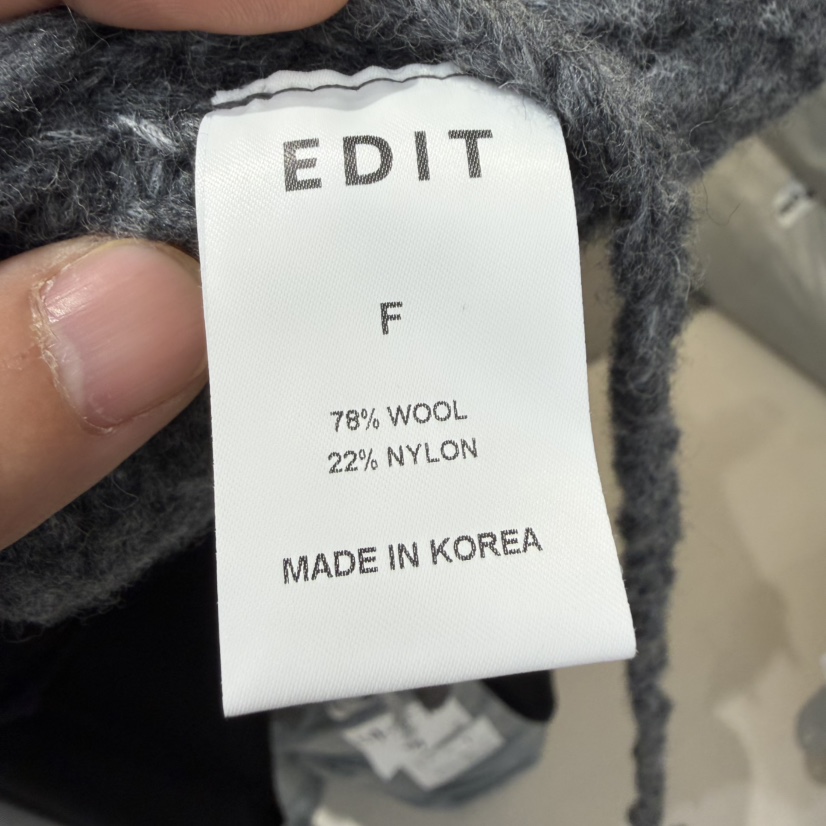 EDIT
F
78% WOOL
22% NYLON
MADE IN KOREA